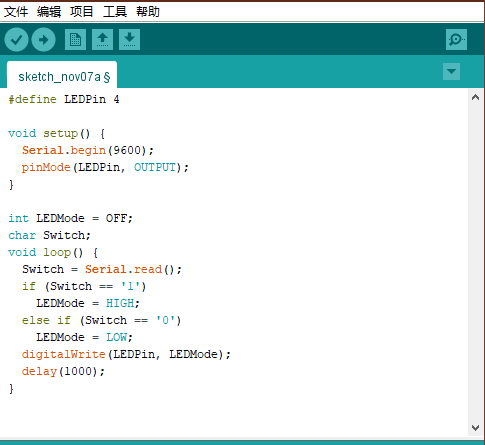 文件 编辑 项目 工具 帮助
sketch_nov07a §
#define LEDPin 4
void setup() {
Serial.begin(9600);
pinMode(LEDPin, OUTPUT);
}
int LEDMode = OFF;
char Switch;
void loop() {
Switch = Serial.read();
if (Switch == '1')
LEDMode = HIGH;
else if (Switch == '0')
LEDMode = LOW;
digitalWrite(LEDPin, LEDMode);
delay(1000);
}